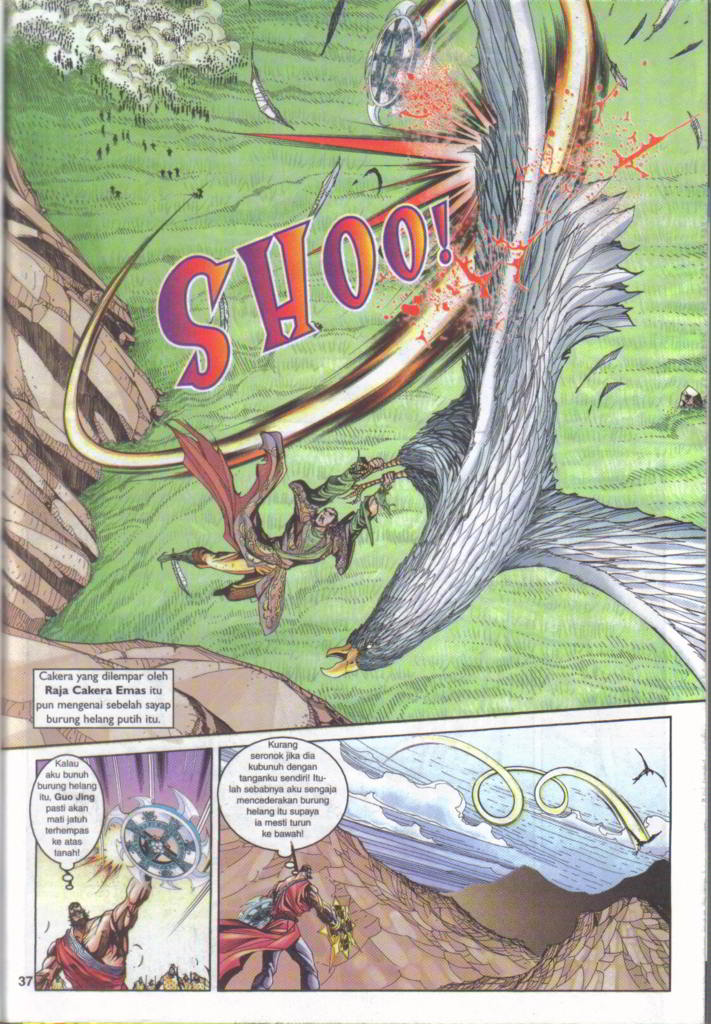 SHOO!
Cakera yang dilempar oleh
Raja Cakera Emas itu
pun mengenai sebelah sayap
burung helang putih itu.
Kalau
aku bunuh
burung helang
itu, Guo Jing
pasti akan
mati jatuh
terhempas
ke atas
tanah!
Kurang
seronok jika dia
kubunuh dengan
tanganku sendiri! Itu-
lah sebabnya aku sengaja
mencederakan burung
helang itu supaya
ia mesti turun
ke bawah!
37